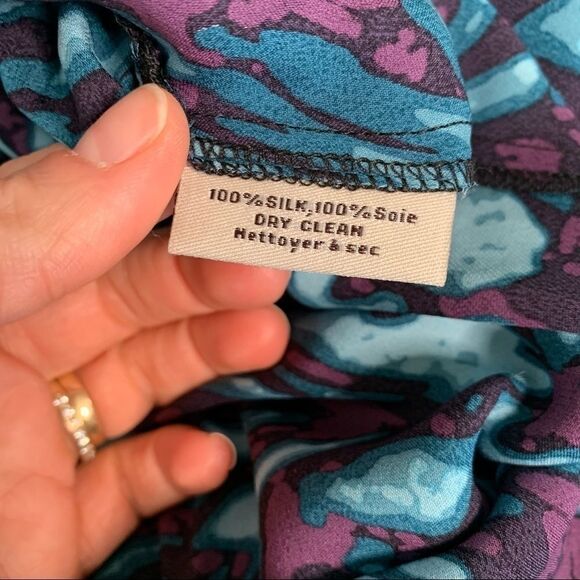 100%SILK,100%Soie
DRY CLEAN
Nettoyer à sec